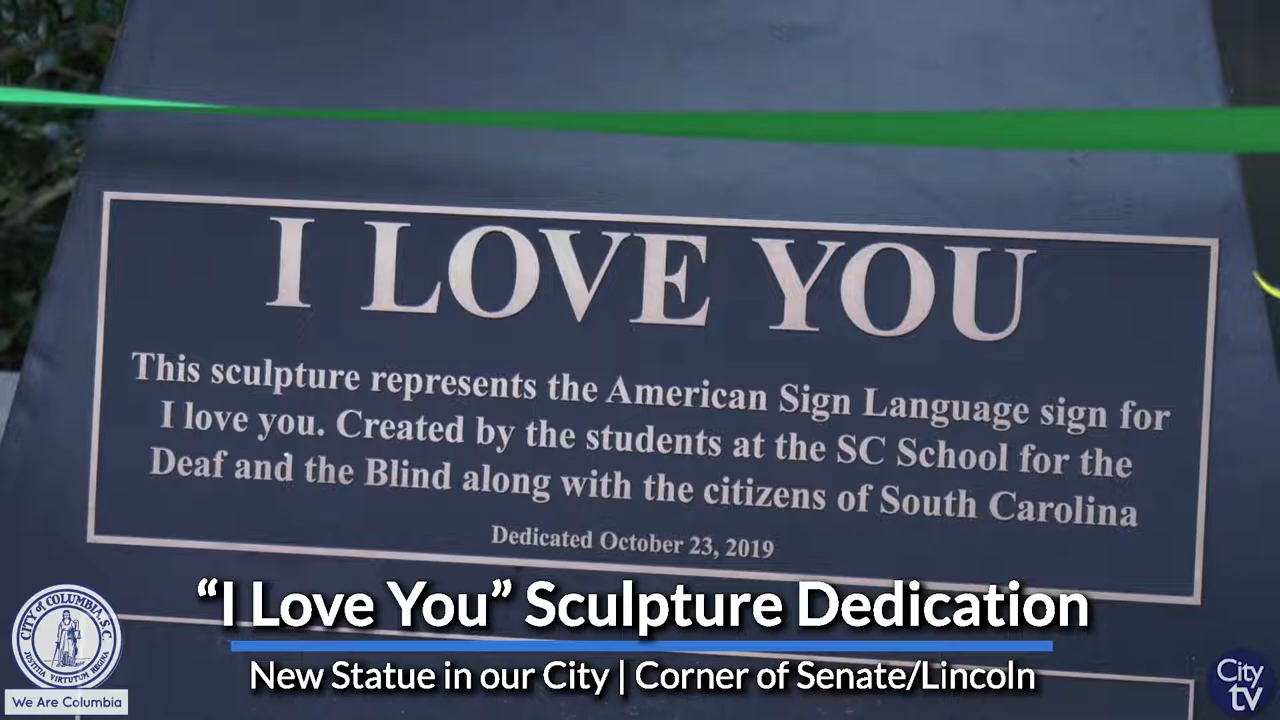 I LOVE YOU
This sculpture represents the American Sign Language sign for
I love you. Created by the students at the SC School for the
Deaf and the Blind along with the citizens of South Carolina
Dedicated October 23, 2019
“I Love You” Sculpture Dedication
New Statue in our City | Corner of Senate/Lincoln
CITY of COLUMBIA, S.C.
JUSTITIA VIRTUTUM REGINA
We Are Columbia
City
tv